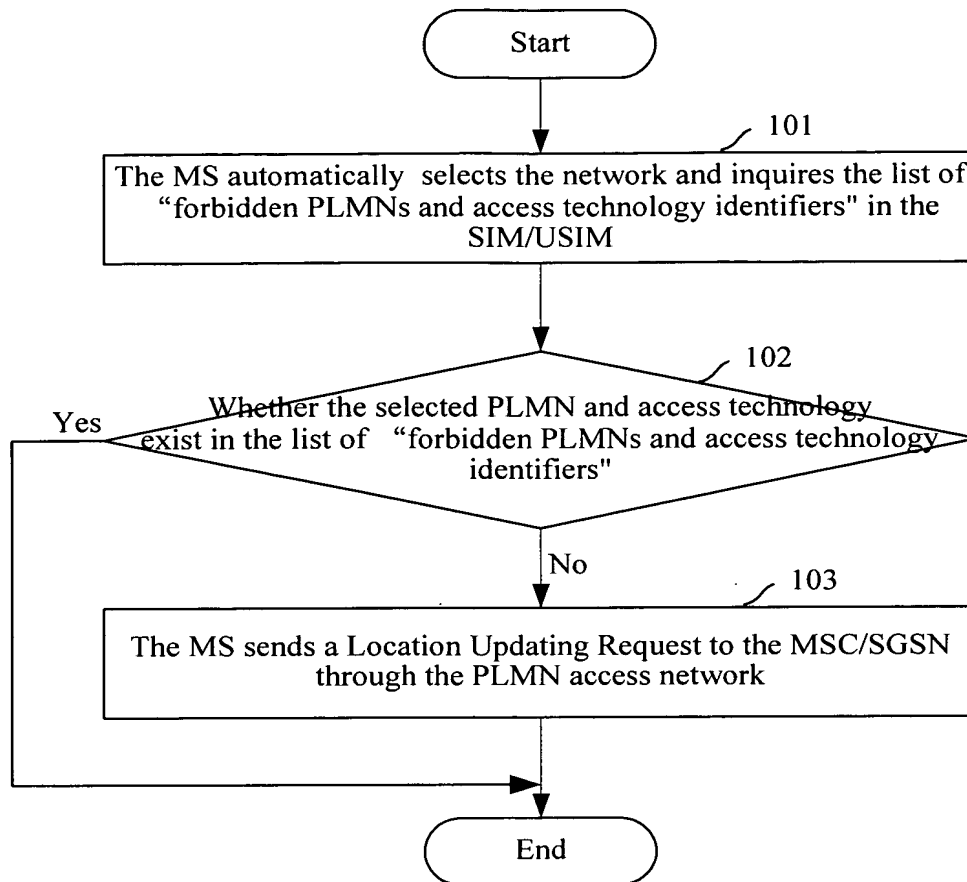 Start
101
The MS automatically selects the network and inquires the list of
“forbidden PLMNs and access technology identifiers" in the
SIM/USIM
102
Yes
Whether the selected PLMN and access technology
exist in the list of “forbidden PLMNs and access technology
identifiers"
No
103
The MS sends a Location Updating Request to the MSC/SGSN
through the PLMN access network
End